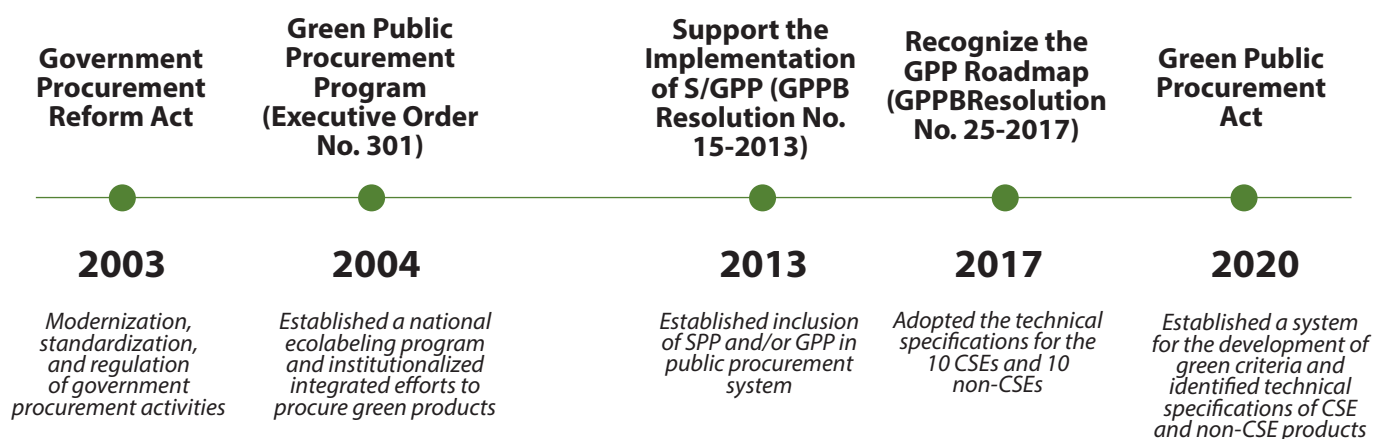 Government
Procurement
Reform Act
Green Public
Procurement
Program
(Executive Order
No. 301)
Support the
Implementation
of S/GPP (GPPB
Resolution No.
15-2013)
Recognize the
GPP Roadmap
(GPPBResolution
No. 25-2017)
Green Public
Procurement
Act
2003
2004
2013
2017
2020
Modernization,
standardization,
and regulation
of government
procurement activities
Established a national
ecolabeling program
and institutionalized
integrated efforts to
procure green products
Established inclusion
of SPP and/or GPP in
public procurement
system
Adopted the technical
specifications for the
10 CSEs and 10
non-CSEs
Established a system
for the development of
green criteria and
identified technical
specifications of CSE
and non-CSE products